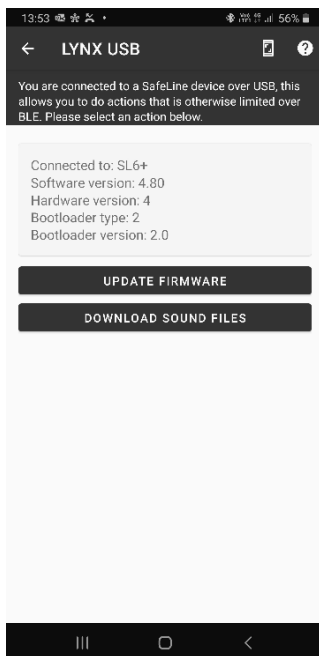 13:53 56%
LYNX USB
You are connected to a SafeLine device over USB, this
allows you to do actions that is otherwise limited over
BLE. Please select an action below.
Connected to: SL6+
Software version: 4.80
Hardware version: 4
Bootloader type: 2
Bootloader version: 2.0
UPDATE FIRMWARE
DOWNLOAD SOUND FILES